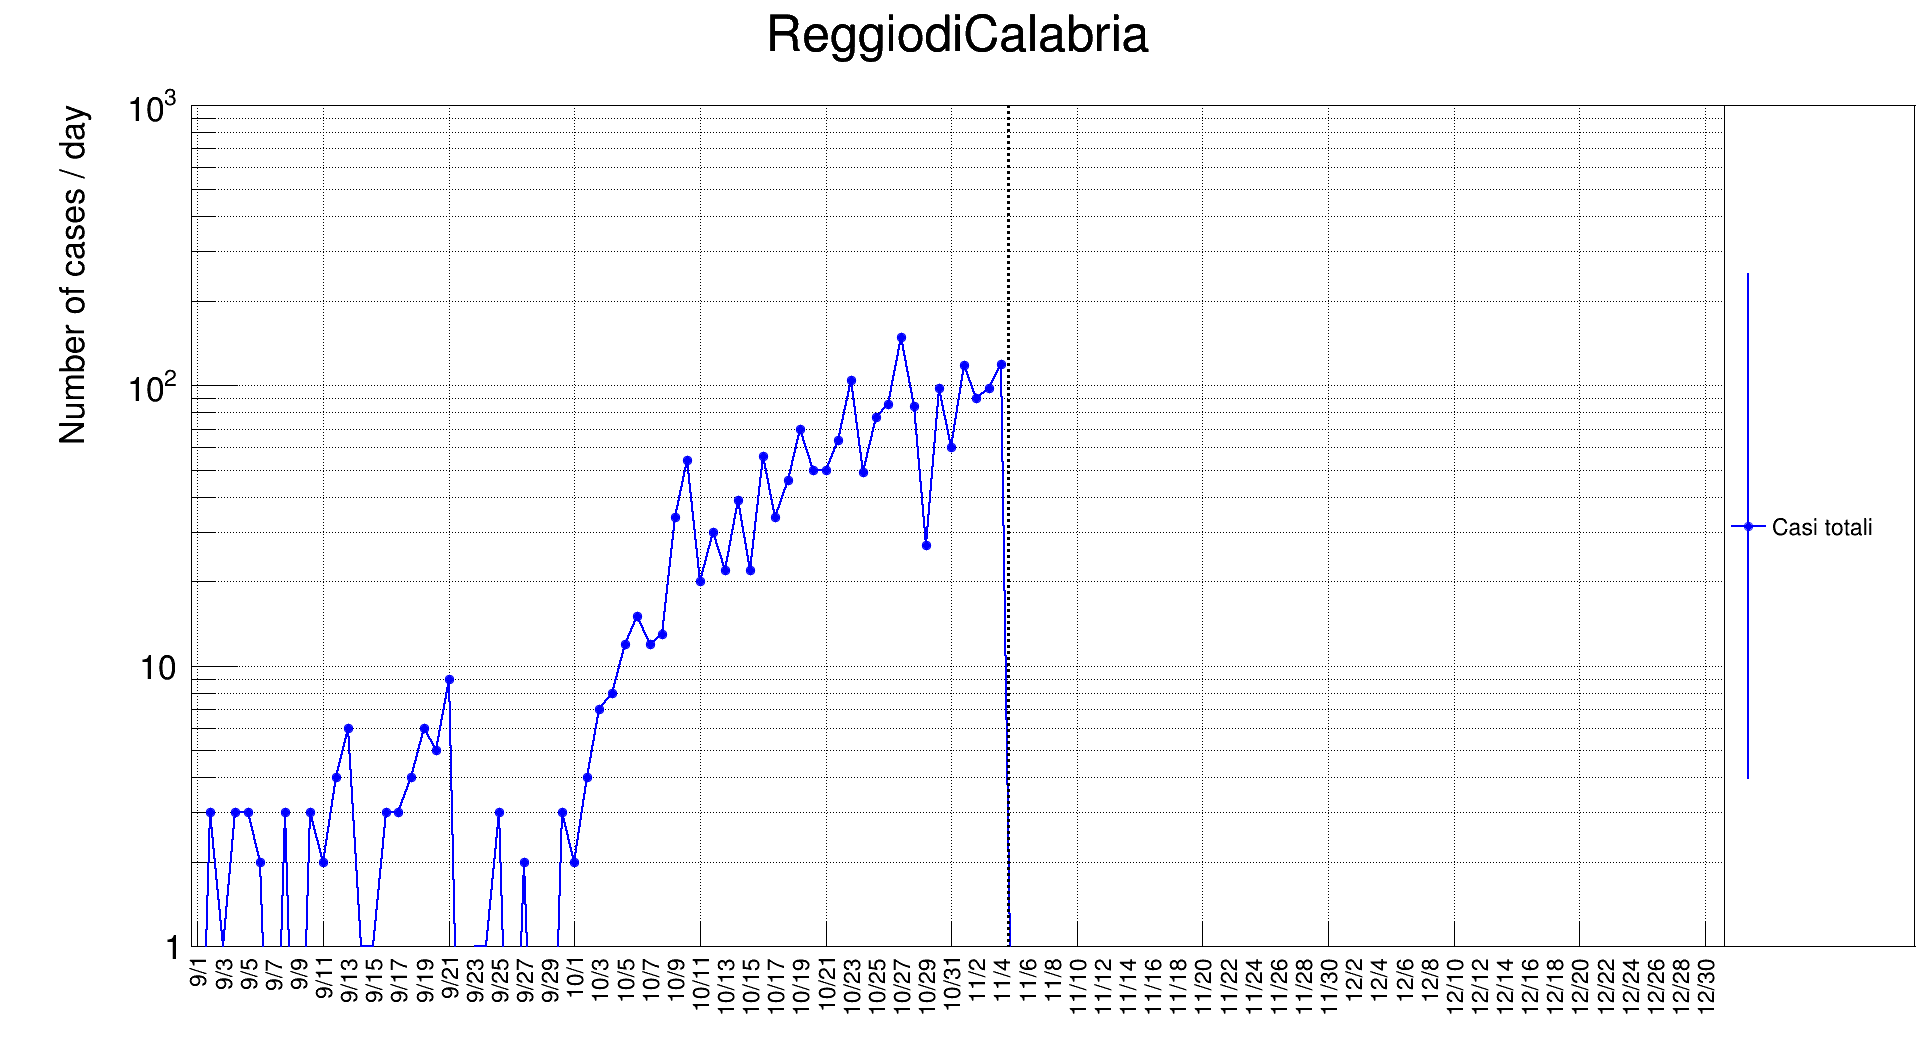 ReggiodiCalabria
Number of cases / day
10³
10²
10
1
9/1 9/3 9/5 9/7 9/9 9/11 9/13 9/15 9/17 9/19 9/21 9/23 9/25 9/27 9/29 10/1 10/3 10/5 10/7 10/9 10/11 10/13 10/15 10/17 10/19 10/21 10/23 10/25 10/27 10/29 10/31 11/2 11/4 11/6 11/8 11/10 11/12 11/14 11/16 11/18 11/20 11/22 11/24 11/26 11/28 11/30 12/2 12/4 12/6 12/8 12/10 12/12 12/14 12/16 12/18 12/20 12/22 12/24 12/26 12/28 12/30
Casi totali